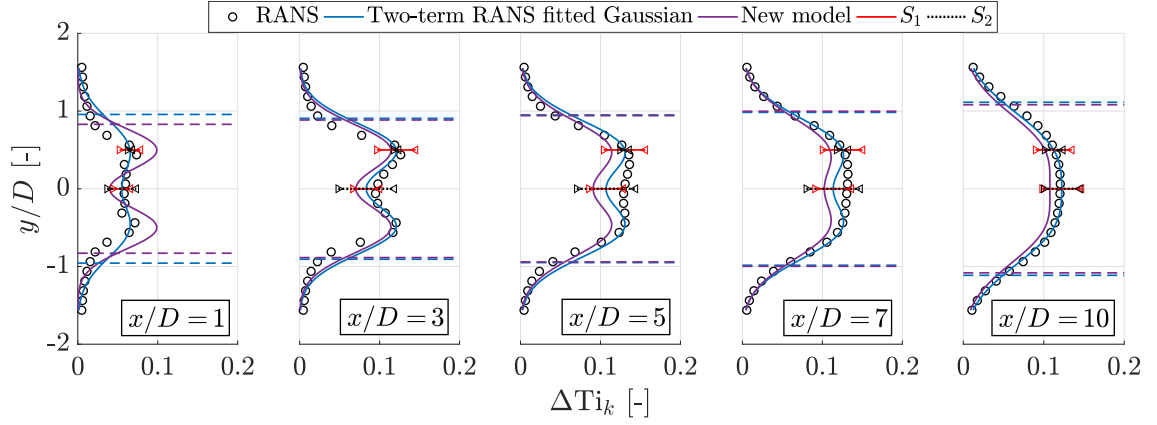 RANS Two-term RANS fitted Gaussian New model S₁ S₂
y/D [-]
2
1
0
-1
-2
x/D = 1
x/D = 3
x/D = 5
x/D = 7
x/D = 10
0 0.1 0.2
0 0.1 0.2
0 0.1 0.2
0 0.1 0.2
0 0.1 0.2
ΔTiₖ [-]